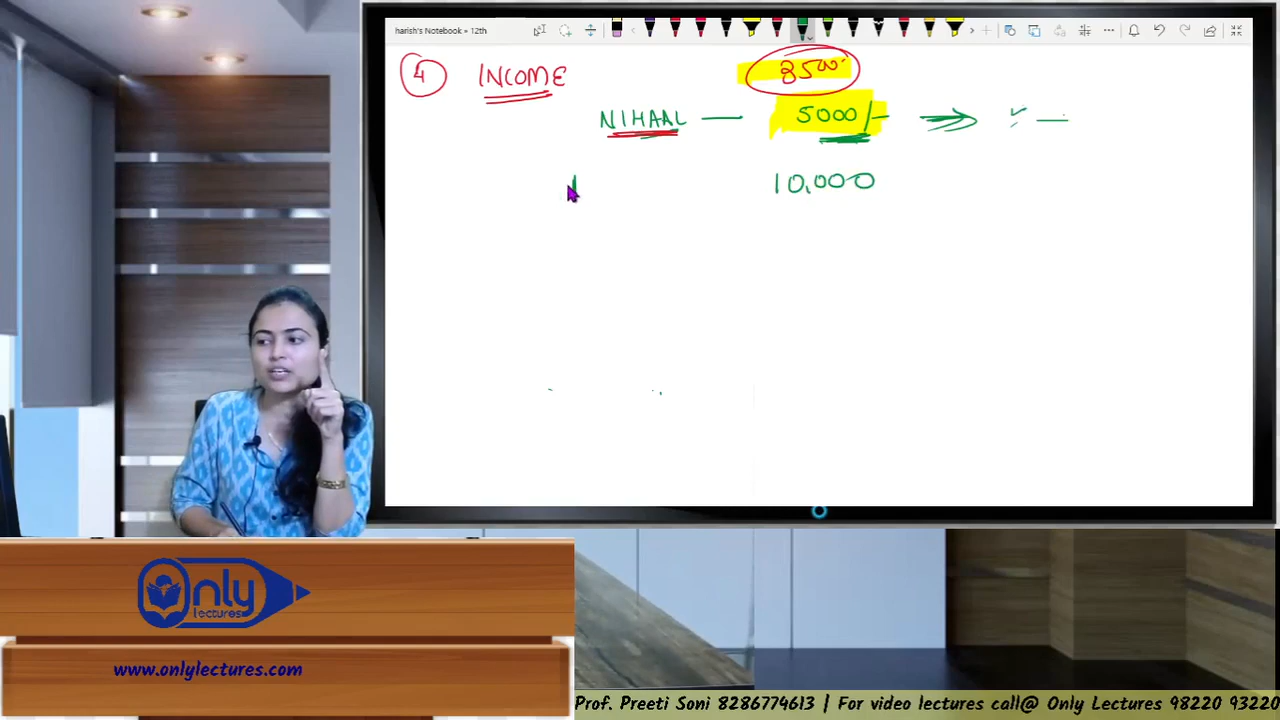 harish's Notebook » 12th
4 INCOME 8500
NIHAAL — 5000/-
10,000
Only
lectures
www.onlylectures.com
Prof. Preeti Soni 8286774613 | For video lectures call@ Only Lectures 98220 93220